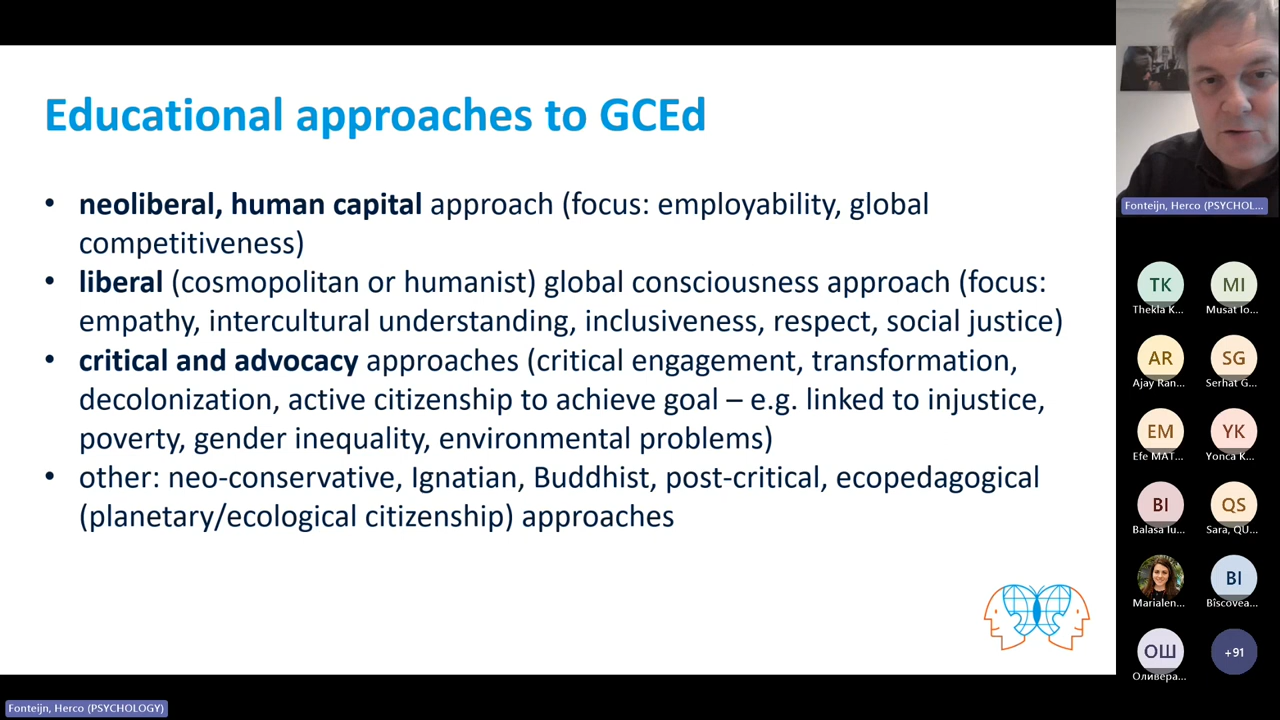 Educational approaches to GCEd
• neoliberal, human capital approach (focus: employability, global
competitiveness)
• liberal (cosmopolitan or humanist) global consciousness approach (focus:
empathy, intercultural understanding, inclusiveness, respect, social justice)
• critical and advocacy approaches (critical engagement, transformation,
decolonization, active citizenship to achieve goal – e.g. linked to injustice,
poverty, gender inequality, environmental problems)
• other: neo-conservative, Ignatian, Buddhist, post-critical, ecopedagogical
(planetary/ecological citizenship) approaches
Fonteijn, Herco (PSYCHOL...
TK
MI
Thekla K...
Musat Io...
AR
SG
Ajay Ran...
Serhat G...
EM
YK
Efe MAT...
Yonca K...
BI
QS
Balasa Iu...
Sara, QU...
BI
Marialen...
Bîscovea...
ОШ
+91
Оливера...
Fonteijn, Herco (PSYCHOLOGY)